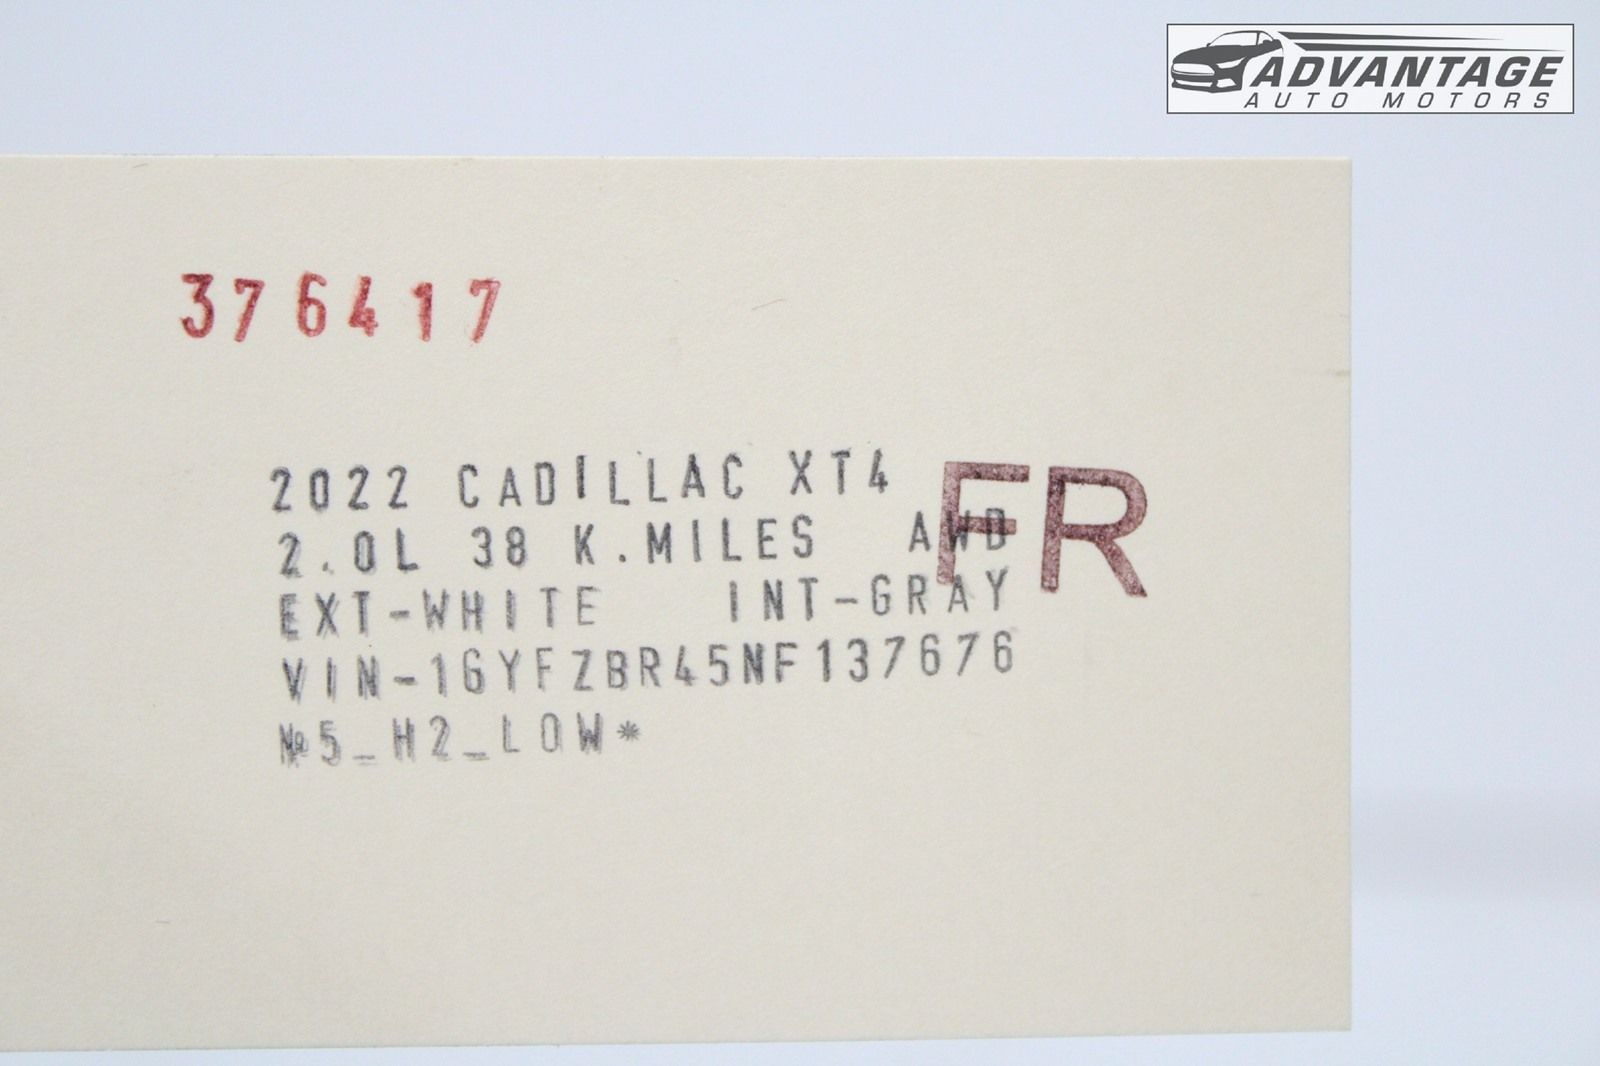 ADVANTAGE
AUTO MOTORS
376417
2022 CADILLAC XT4
FR
2.0L 38 K.MILES AWD
EXT-WHITE INT-GRAY
VIN-1GYFZBR45NF137676
№5_H2_LOW*